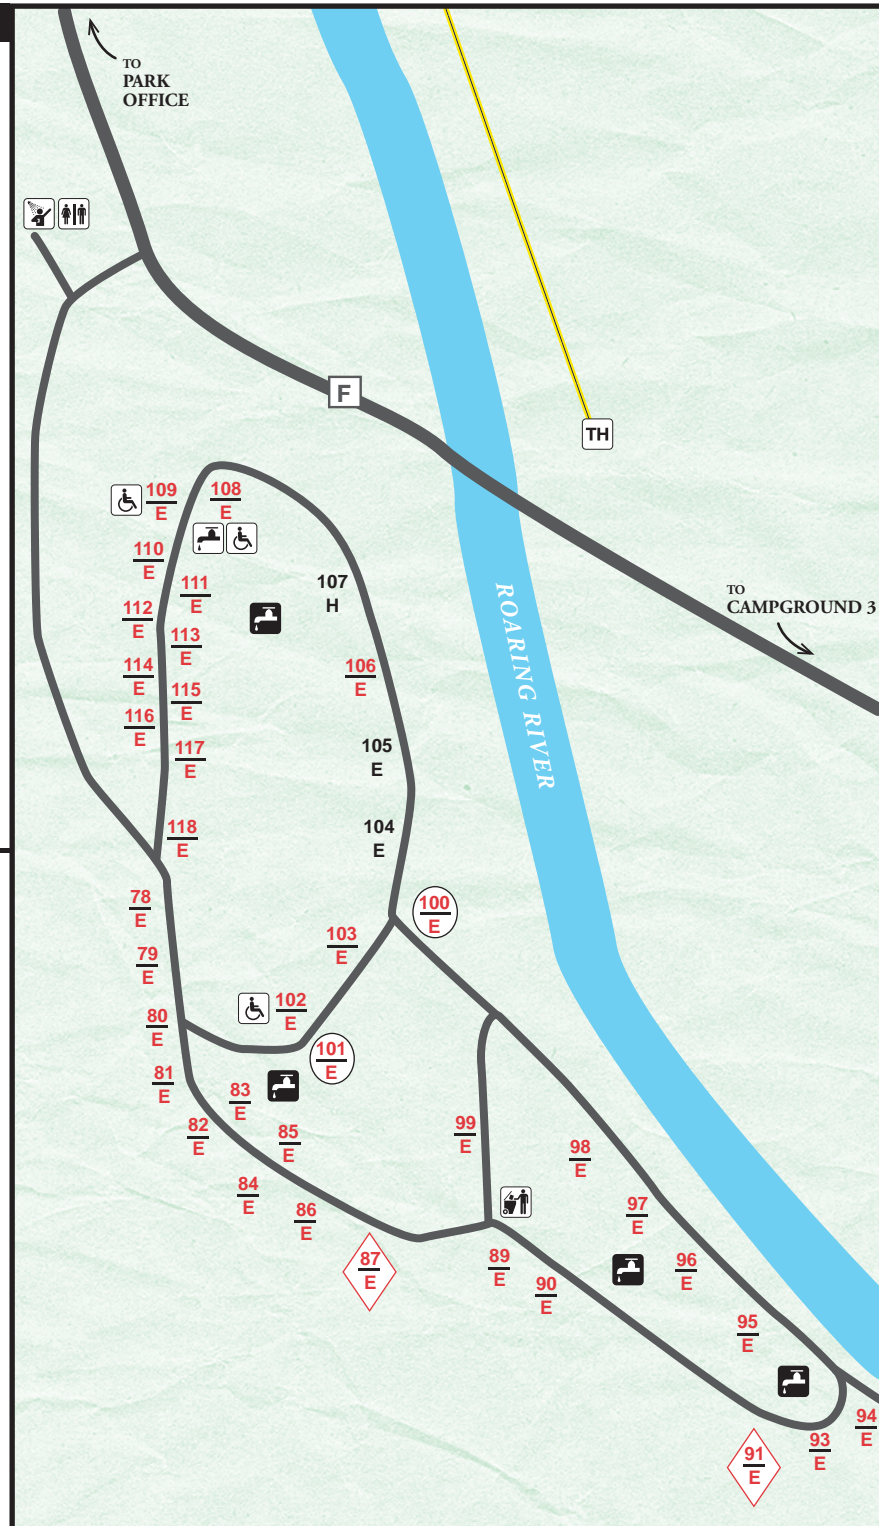 TO
PARK
OFFICE
F
TH
109
E
108
E
110
E
111
E
107
H
TO
CAMPGROUND 3
ROARING RIVER
112
E
113
E
114
E
106
E
115
E
116
E
117
E
105
E
118
E
104
E
78
E
100
E
103
E
79
E
102
E
80
E
101
E
81
E
83
E
82
E
85
E
99
E
98
E
84
E
86
E
97
E
87
E
89
E
96
E
90
E
95
E
94
E
93
E
91
E